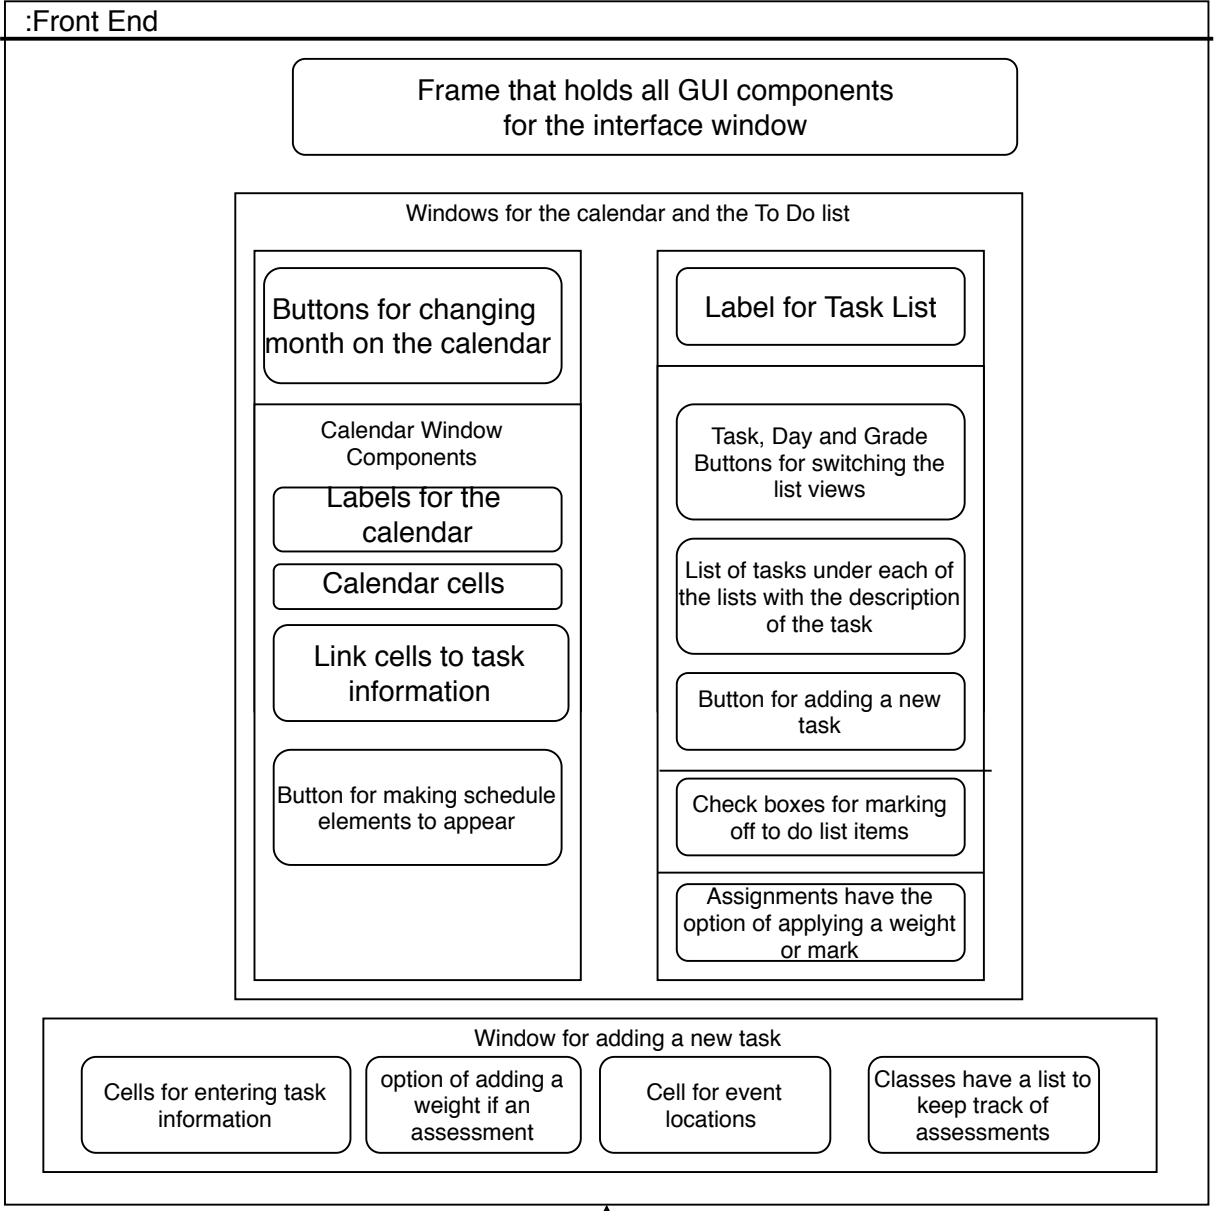 :Front End
Frame that holds all GUI components
for the interface window
Windows for the calendar and the To Do list
Buttons for changing
month on the calendar
Calendar Window
Components
Labels for the
calendar
Calendar cells
Link cells to task
information
Button for making schedule
elements to appear
Label for Task List
Task, Day and Grade
Buttons for switching the
list views
List of tasks under each of
the lists with the description
of the task
Button for adding a new
task
Check boxes for marking
off to do list items
Assignments have the
option of applying a weight
or mark
Window for adding a new task
Cells for entering task
information
option of adding a
weight if an
assessment
Cell for event
locations
Classes have a list to
keep track of
assessments